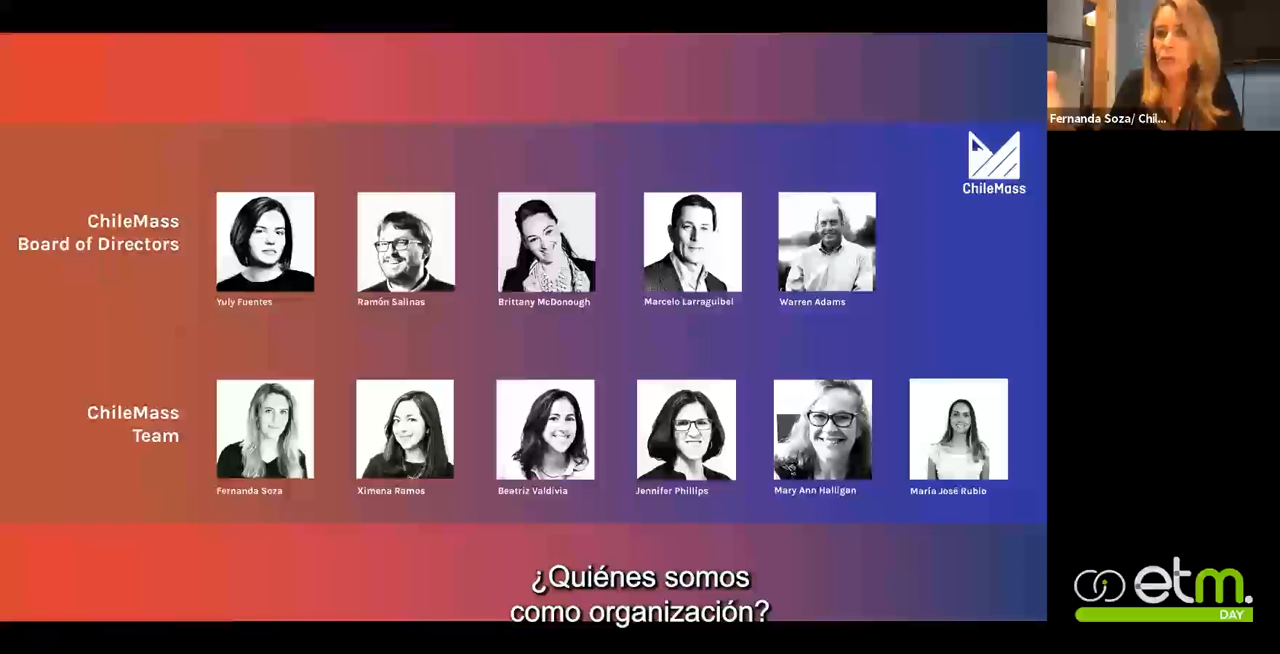 Fernanda Soza/ Chil...
ChileMass
ChileMass
Board of Directors
Yuly Fuentes
Ramón Salinas
Brittany McDonough
Marcelo Larraguibel
Warren Adams
ChileMass
Team
Fernanda Soza
Ximena Ramos
Beatriz Valdivia
Jennifer Phillips
Mary Ann Halligan
María José Rubio
¿Quiénes somos
como organización?
etm.
DAY